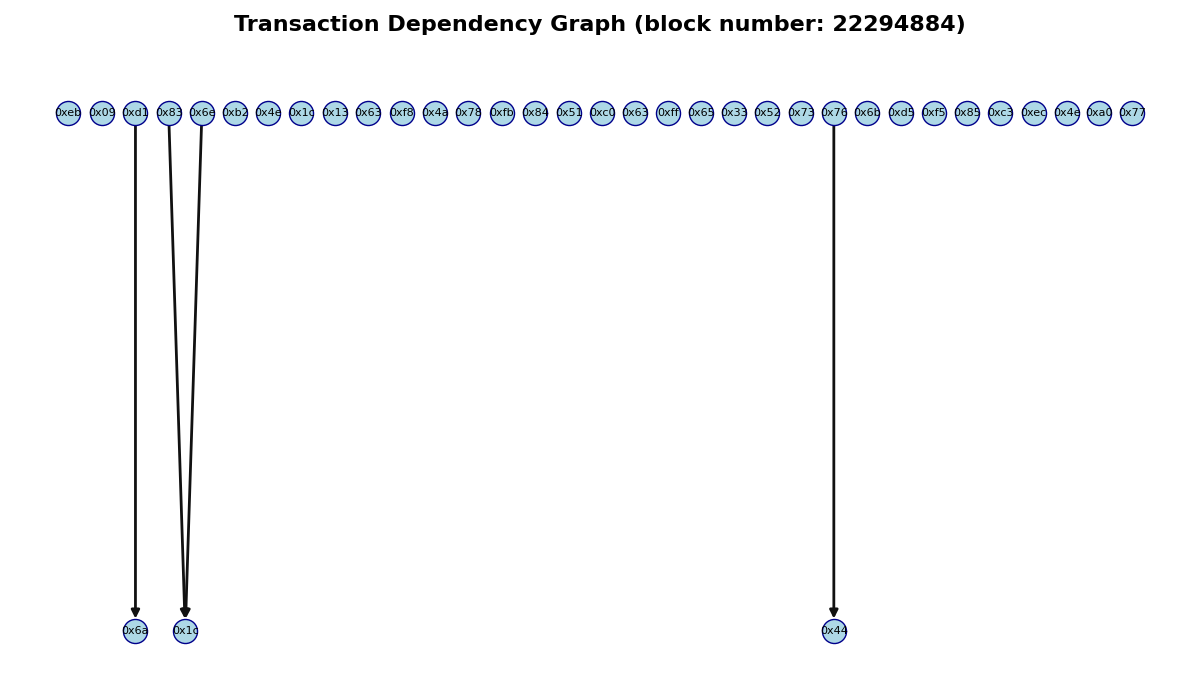 Transaction Dependency Graph (block number: 22294884)
0xeb 0x09 0xd1 0x83 0x6e 0xb2 0x4e 0x1c 0x13 0x63 0xf8 0x4a 0x78 0xfb 0x84 0x51 0xc0 0x63 0xff 0x65 0x33 0x52 0x73 0x76 0x6b 0xd5 0xf5 0x85 0xc3 0xec 0x4e 0xa0 0x77
0x6a 0x1c 0x44